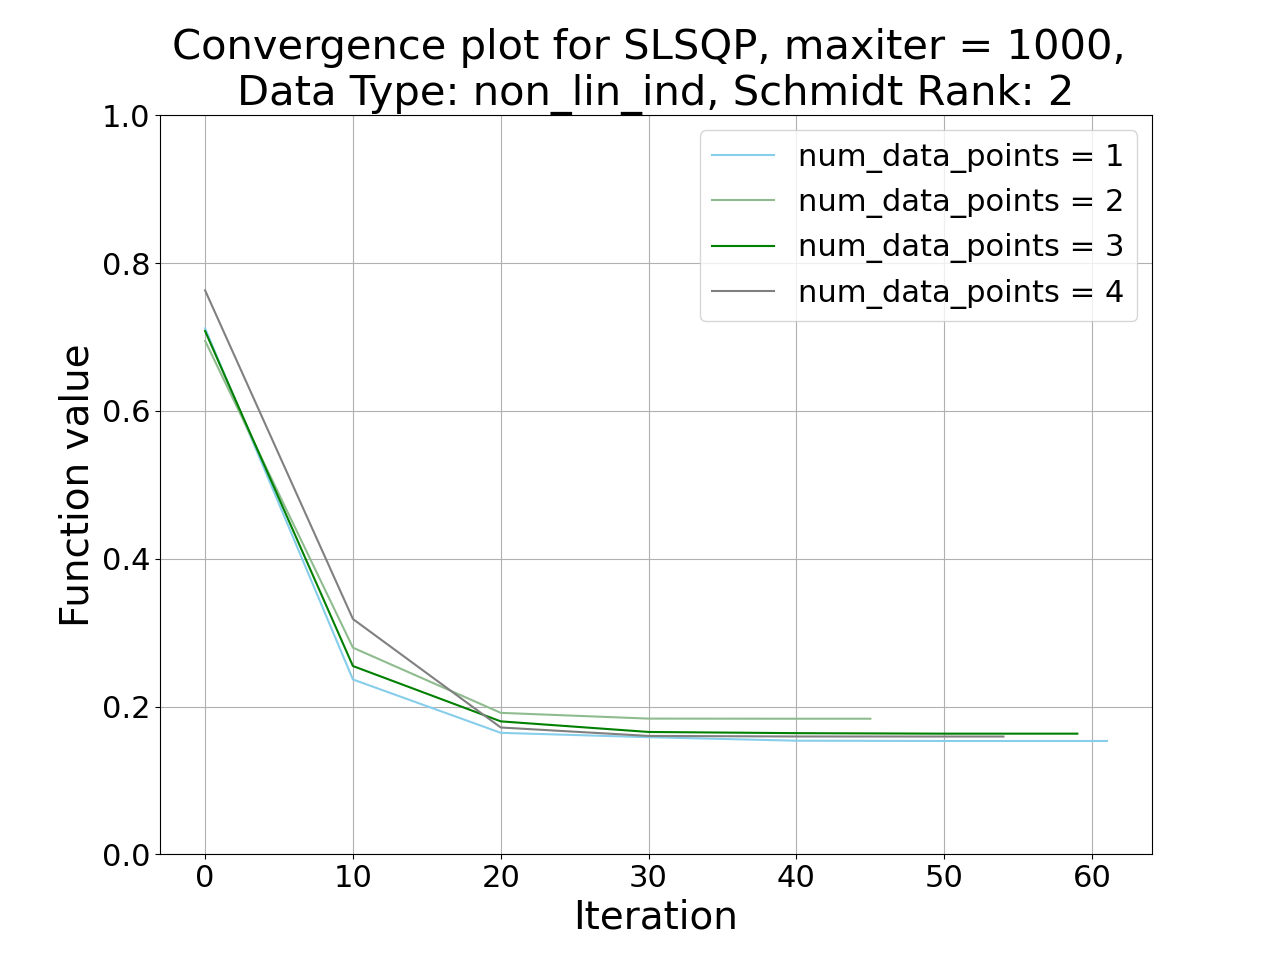 Convergence plot for SLSQP, maxiter = 1000,
Data Type: non_lin_ind, Schmidt Rank: 2
1.0
0.8
0.6
0.4
0.2
0.0
Function value
num_data_points = 1
num_data_points = 2
num_data_points = 3
num_data_points = 4
0 10 20 30 40 50 60
Iteration